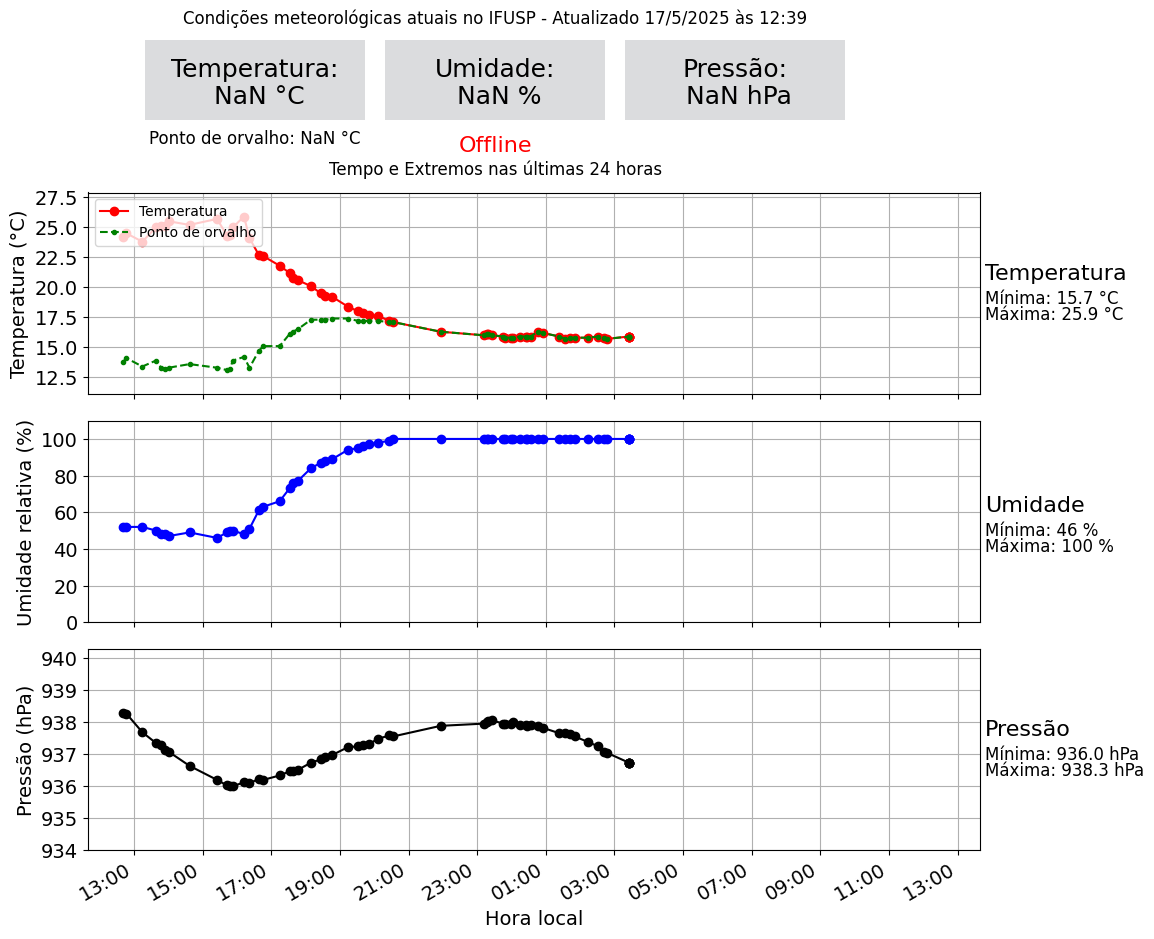 Condições meteorológicas atuais no IFUSP - Atualizado 17/5/2025 às 12:39
Temperatura:
NaN °C
Umidade:
NaN %
Pressão:
NaN hPa
Ponto de orvalho: NaN °C
Offline
Tempo e Extremos nas últimas 24 horas
Temperatura (°C)
27.5
25.0
22.5
20.0
17.5
15.0
12.5
Temperatura
Ponto de orvalho
Temperatura
Mínima: 15.7 °C
Máxima: 25.9 °C
Umidade relativa (%)
100
80
60
40
20
0
Umidade
Mínima: 46 %
Máxima: 100 %
Pressão (hPa)
940
939
938
937
936
935
934
Pressão
Mínima: 936.0 hPa
Máxima: 938.3 hPa
13:00 15:00 17:00 19:00 21:00 23:00 01:00 03:00 05:00 07:00 09:00 11:00 13:00
Hora local